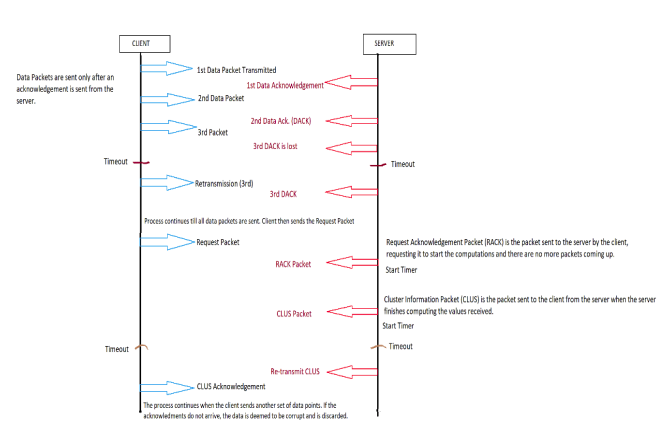 CLIENT
SERVER
1st Data Packet Transmitted
Data Packets are sent only after an
acknowledgement is sent from the
server.
1st Data Acknowledgement
2nd Data Packet
2nd Data Ack. (DACK)
3rd Packet
3rd DACK is lost
Timeout
Timeout
Retransmission (3rd)
3rd DACK
Process continues till all data packets are sent. Client then sends the Request Packet
Request Packet
Request Acknowledgement Packet (RACK) is the packet sent to the server by the client,
requesting it to start the computations and there are no more packets coming up.
RACK Packet
Start Timer
Cluster Information Packet (CLUS) is the packet sent to the client from the server when the server
finishes computing the values received.
CLUS Packet
Start Timer
Timeout
Timeout
Re-transmit CLUS
CLUS Acknowledgement
The process continues when the client sends another set of data points. If the
acknowledments do not arrive, the data is deemed to be corrupt and is discarded.